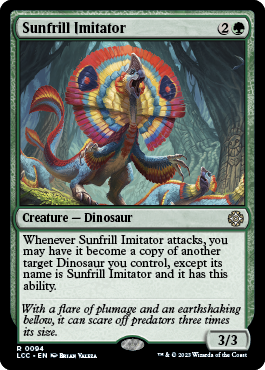 Sunfrill Imitator 2
Creature — Dinosaur
Whenever Sunfrill Imitator attacks, you
may have it become a copy of another
target Dinosaur you control, except its
name is Sunfrill Imitator and it has this
ability.
With a flare of plumage and an earthshaking
bellow, it can scare off predators three times
its size.
R 0094
LCC • EN Brian Valeza
3/3
™ & © 2023 Wizards of the Coast